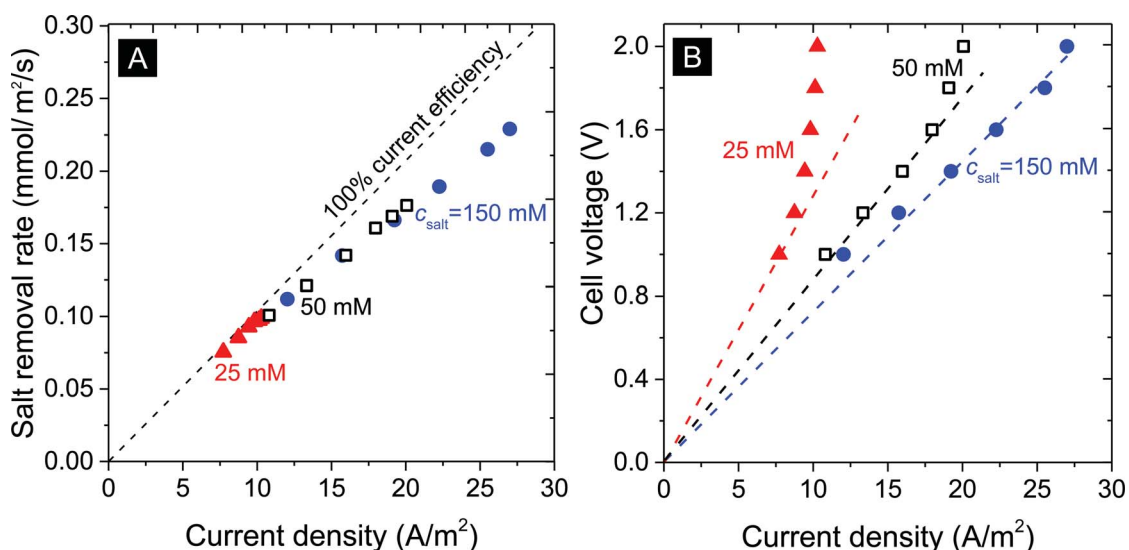 A
Salt removal rate (mmol/ m²/s)
0.30
0.25
0.20
0.15
0.10
0.05
0.00
100% current efficiency
c_salt=150 mM
50 mM
25 mM
0 5 10 15 20 25 30
Current density (A/m²)
B
Cell voltage (V)
2.0
1.6
1.2
0.8
0.4
0.0
50 mM
25 mM
c_salt=150 mM
0 5 10 15 20 25 30
Current density (A/m²)